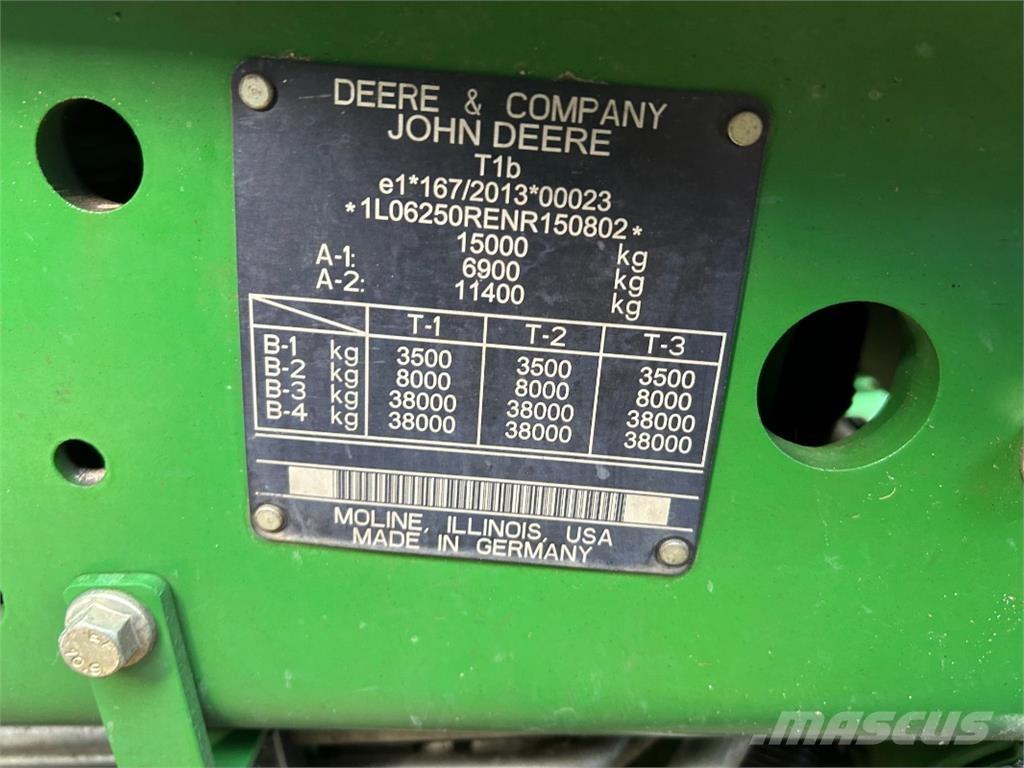 DEERE & COMPANY
JOHN DEERE
T1b
e1*167/2013*00023
*1L06250RENR150802*
15000 kg
A-1: 6900 kg
A-2: 11400 kg
T-1 T-2 T-3
B-1 kg 3500 3500 3500
B-2 kg 8000 8000 8000
B-3 kg 38000 38000 38000
B-4 kg 38000 38000 38000
MOLINE, ILLINOIS, USA
MADE IN GERMANY
10.9
MASCUS